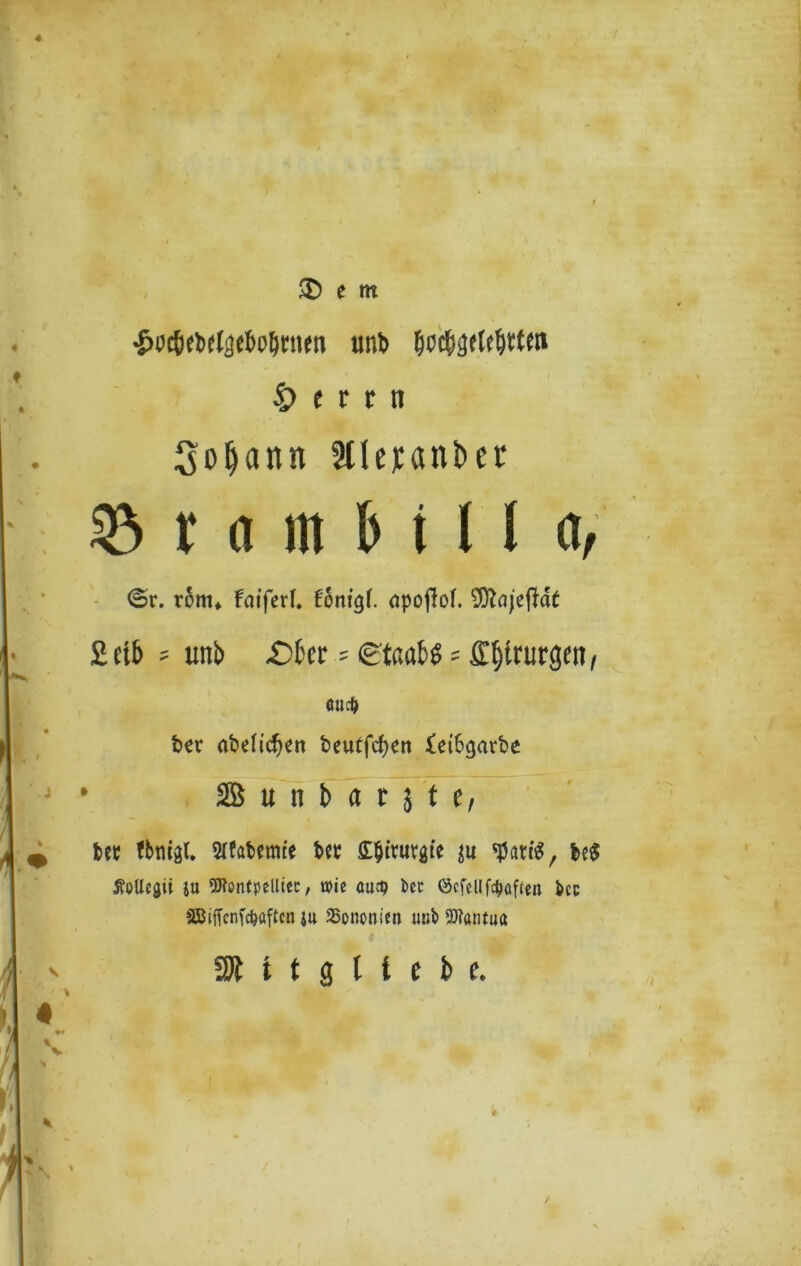 Dem
Hochedelgebohrnen und hochgelehrten
Herrn
Johann Alexander
Brambilla,
Sr. röm. kaiserl. königl. apostol. Majestät
Leib - und Ober - Staabs - Chirurgen,
auch
der adelichen deutschen Leibgarde
Wundarzte,
der königl. Akademie der Chirurgie zu Paris, des
Kollegii zu Montpellier, wie auch der Gesellschaften der
Wissenschaften zu Bononien und Mantua
Mitgliede.